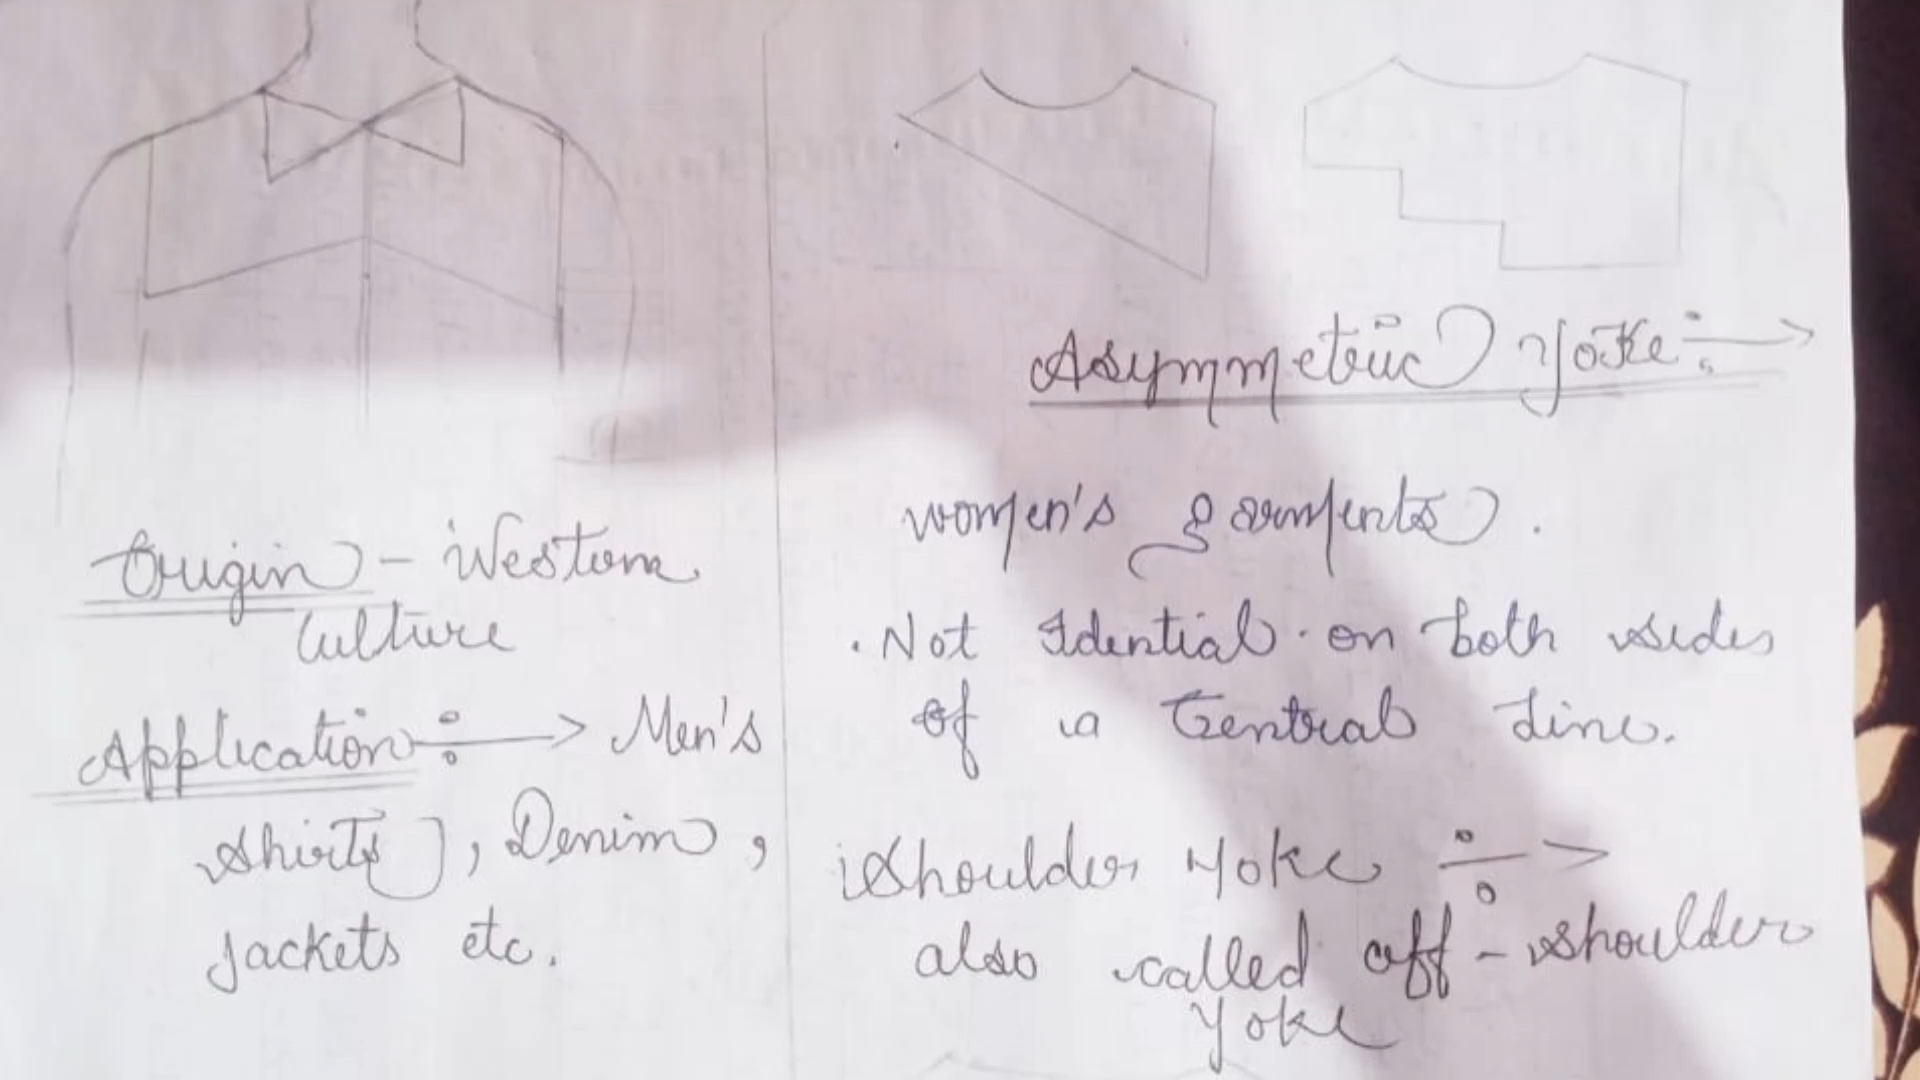 Origin - Western
Culture
Application ÷→ Men's
Shirts, Denim,
Jackets etc.
Asymmetric Yoke ÷→
women's garments.
· Not Idential on both sides
of a Central Line.
Shoulder Yoke ÷→
also called off-shoulder
Yoke